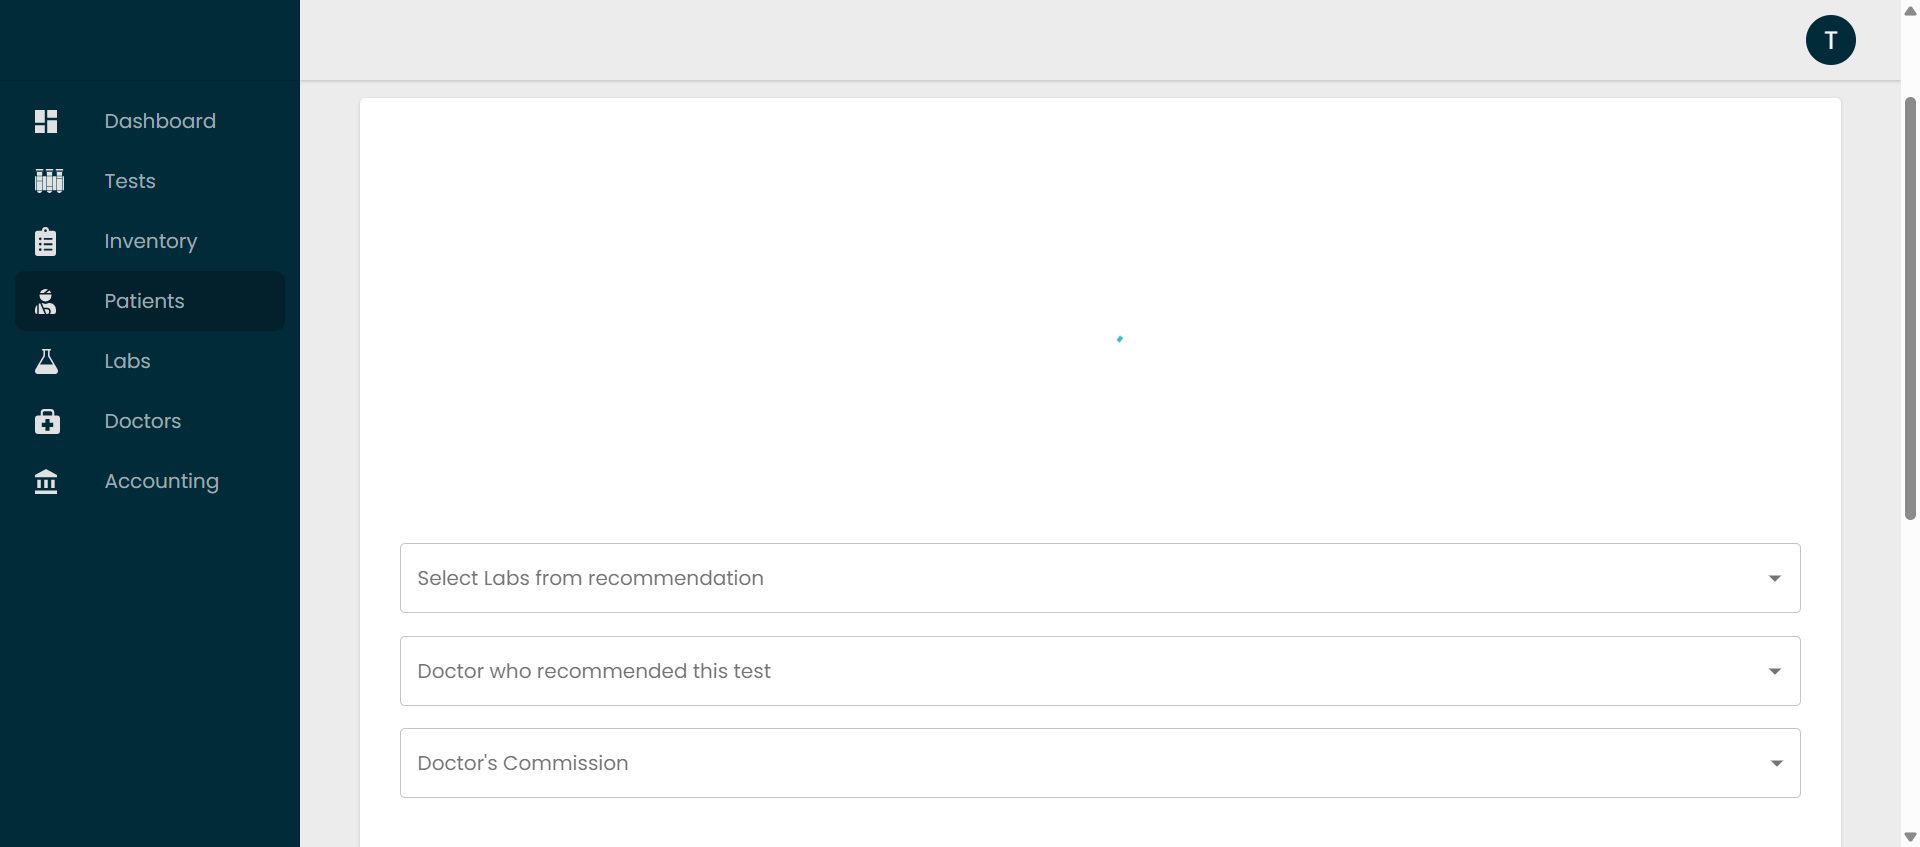 T
Dashboard
Tests
Inventory
Patients
Labs
Doctors
Accounting
Select Labs from recommendation
Doctor who recommended this test
Doctor's Commission